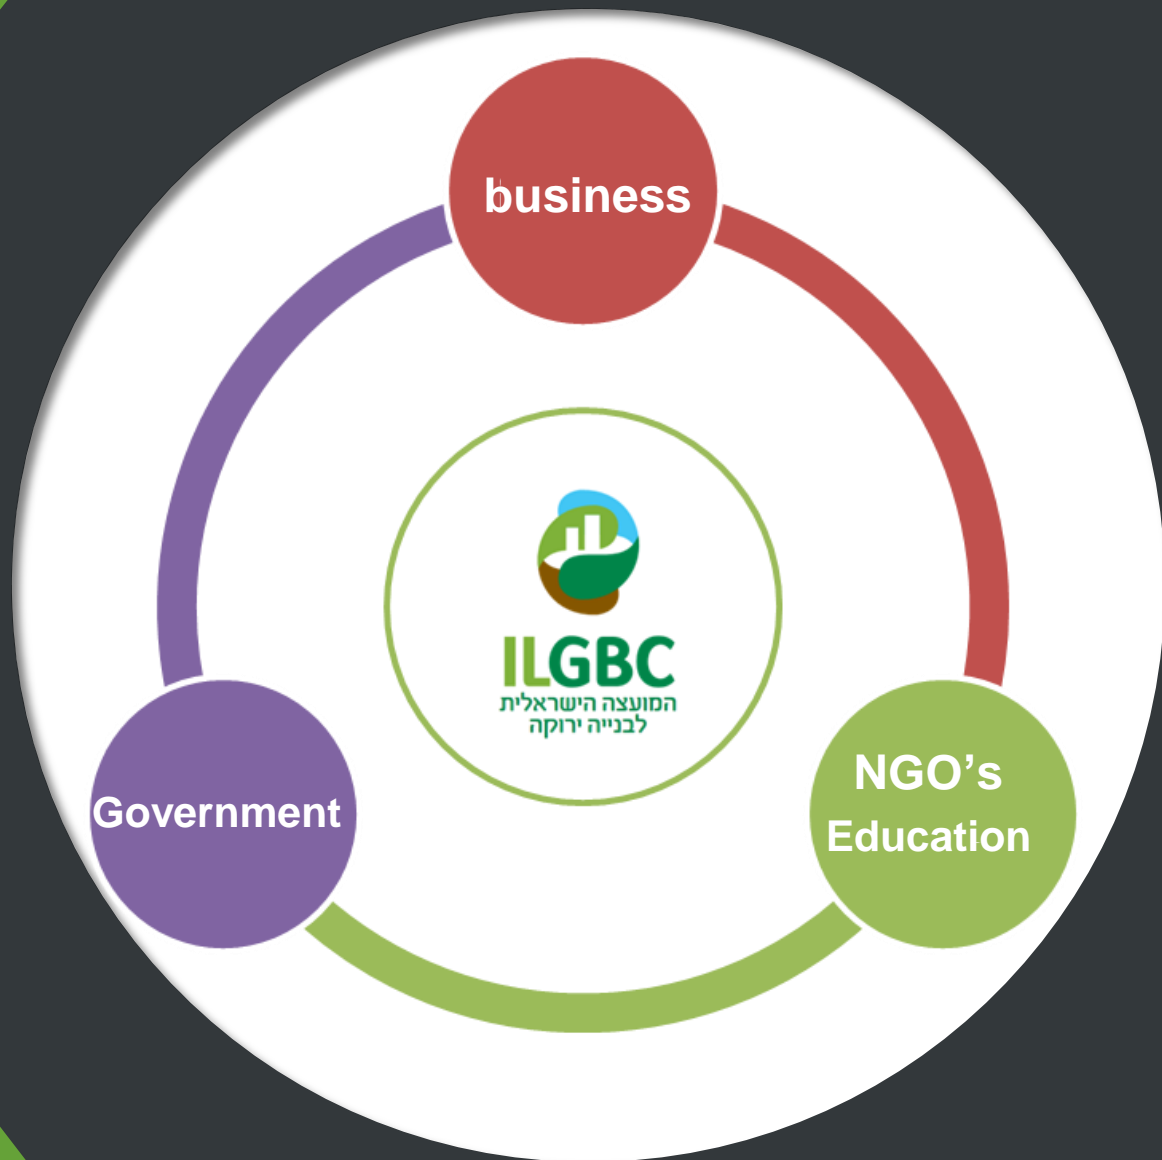 business
ILGBC
המועצה הישראלית
לבנייה ירוקה
Government
NGO’s
Education